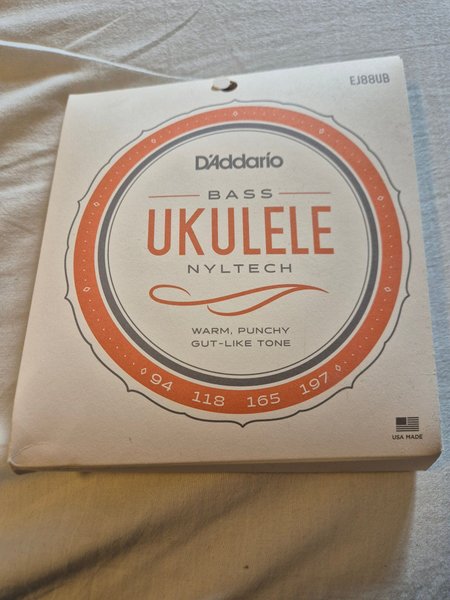 EJ88UB
D'Addario
BASS
UKULELE
NYLTECH
WARM, PUNCHY
GUT-LIKE TONE
94 118 165 197
USA MADE